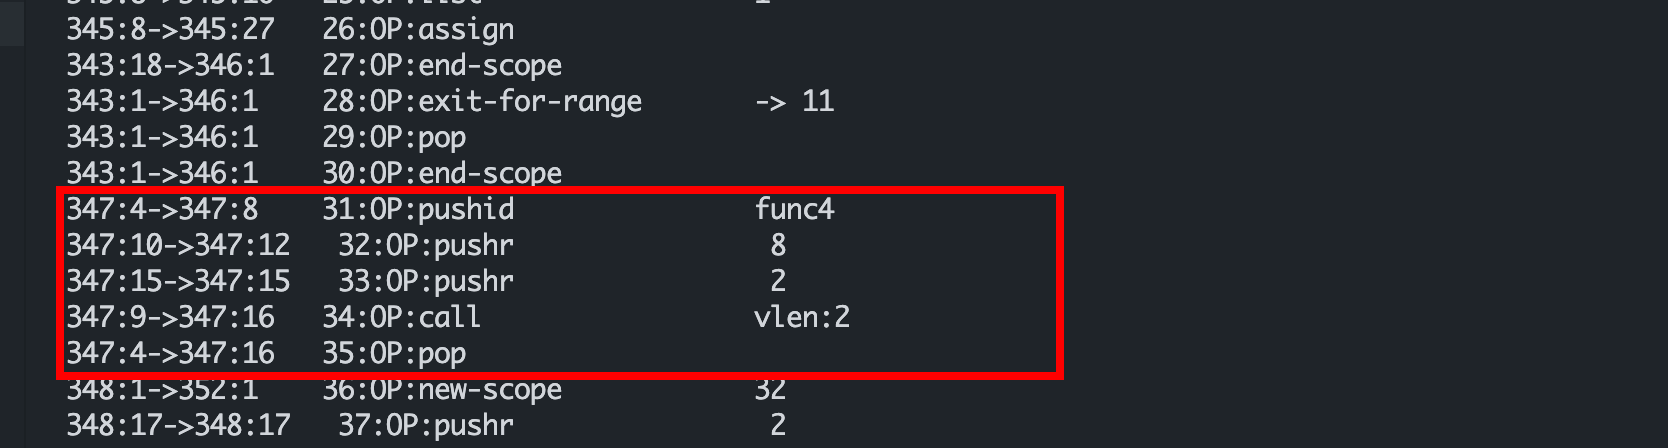 345:8->345:27   26:OP:assign
343:18->346:1   27:OP:end-scope
343:1->346:1    28:OP:exit-for-range       -> 11
343:1->346:1    29:OP:pop
343:1->346:1    30:OP:end-scope
347:4->347:8    31:OP:pushid               func4
347:10->347:12   32:OP:pushr                8
347:15->347:15   33:OP:pushr                2
347:9->347:16   34:OP:call                 vlen:2
347:4->347:16   35:OP:pop
348:1->352:1    36:OP:new-scope            32
348:17->348:17   37:OP:pushr                2